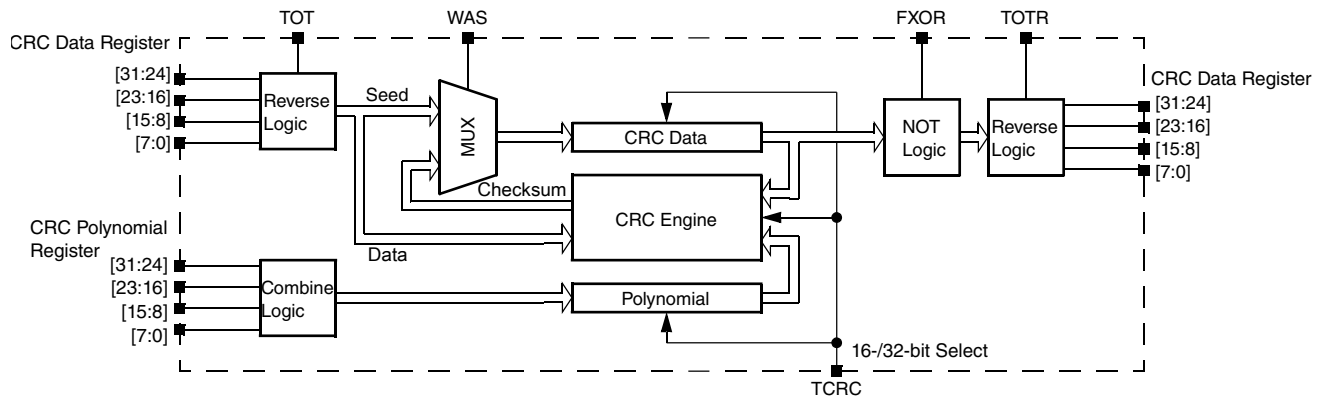 TOT
WAS
FXOR
TOTR
CRC Data Register
[31:24]
[23:16]
[15:8]
[7:0]
Reverse
Logic
Seed
MUX
CRC Data
NOT
Logic
Reverse
Logic
CRC Data Register
[31:24]
[23:16]
[15:8]
[7:0]
Checksum
CRC Engine
Data
CRC Polynomial
Register
[31:24]
[23:16]
[15:8]
[7:0]
Combine
Logic
Polynomial
16-/32-bit Select
TCRC